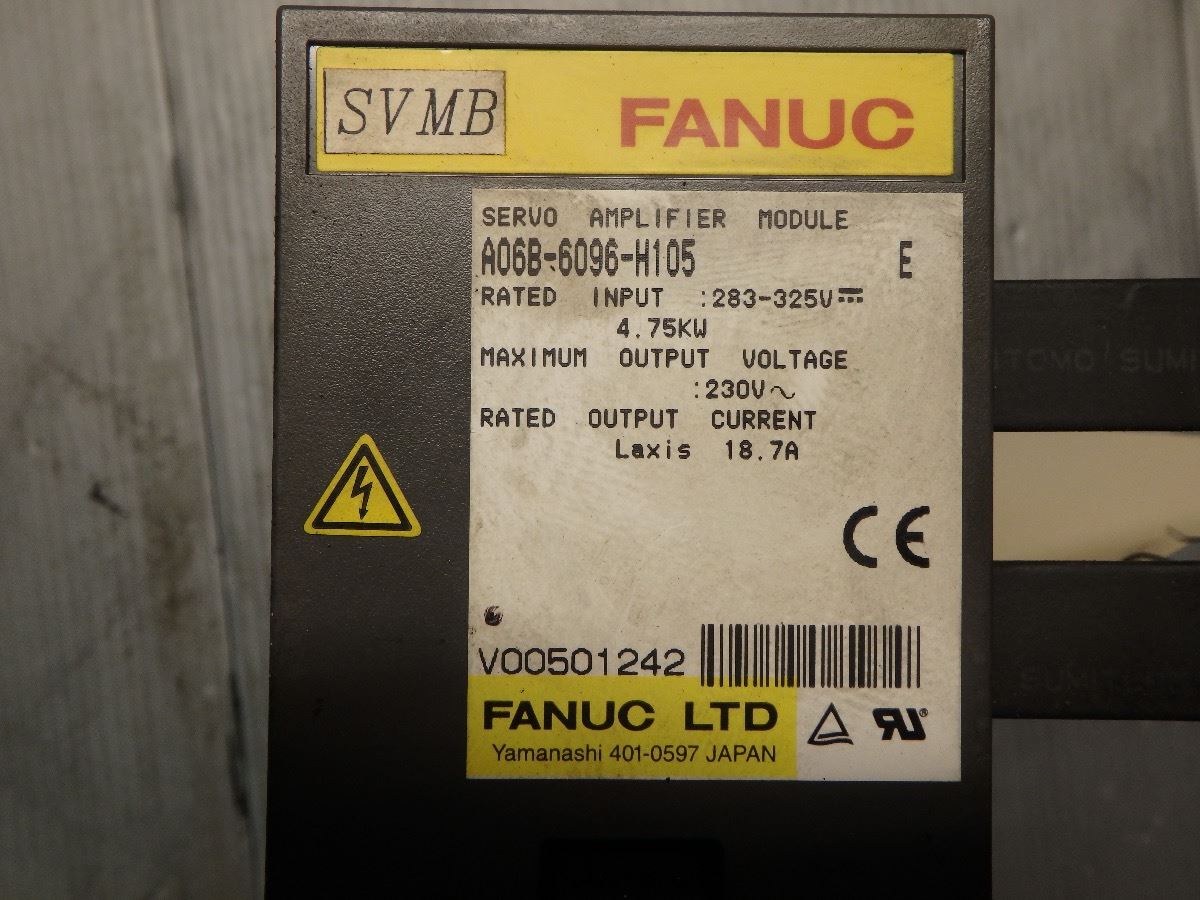 SVMB
FANUC
SERVO AMPLIFIER MODULE
A06B-6096-H105 E
RATED INPUT :283-325V⎓
4.75KW
MAXIMUM OUTPUT VOLTAGE
:230V~
RATED OUTPUT CURRENT
Laxis 18.7A
CE
V00501242
FANUC LTD
Yamanashi 401-0597 JAPAN